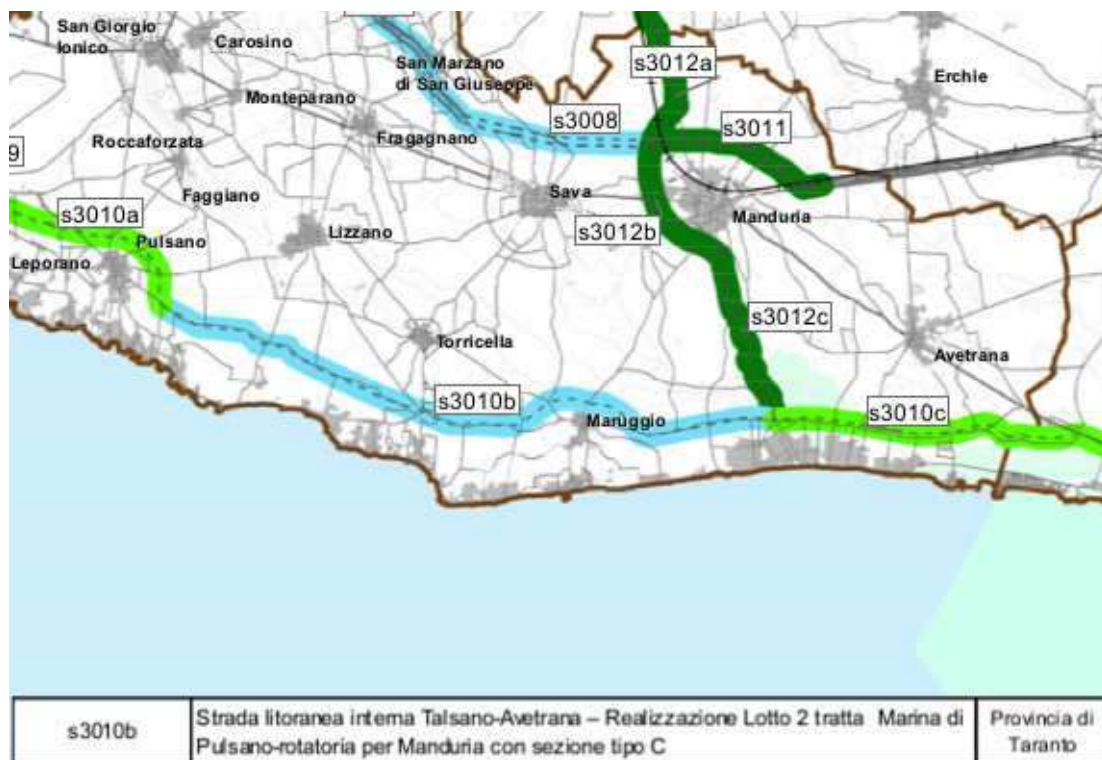 San Giorgio
Ionico
Carosino
s3012a
San Marzano
di San Giuseppe
Erchie
Monteparano
s3008
s3011
Fragagnano
Roccaforzata
9
Faggiano
Sava
s3010a
Manduria
Lizzano
s3012b
Pulsano
Leporano
s3012c
Torricella
Avetrana
s3010b
s3010c
Marùggio
s3010b
Strada litoranea interna Talsano-Avetrana – Realizzazione Lotto 2 tratta Marina di
Pulsano-rotatoria per Manduria con sezione tipo C
Provincia di
Taranto